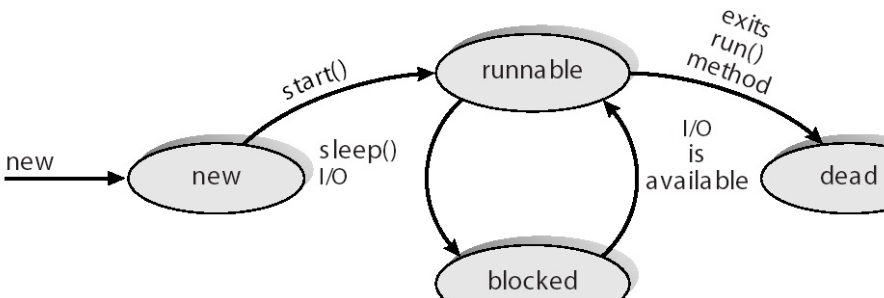 exits
run()
method
start()
runnable
new
new
sleep()
I/O
I/O
is
available
dead
blocked